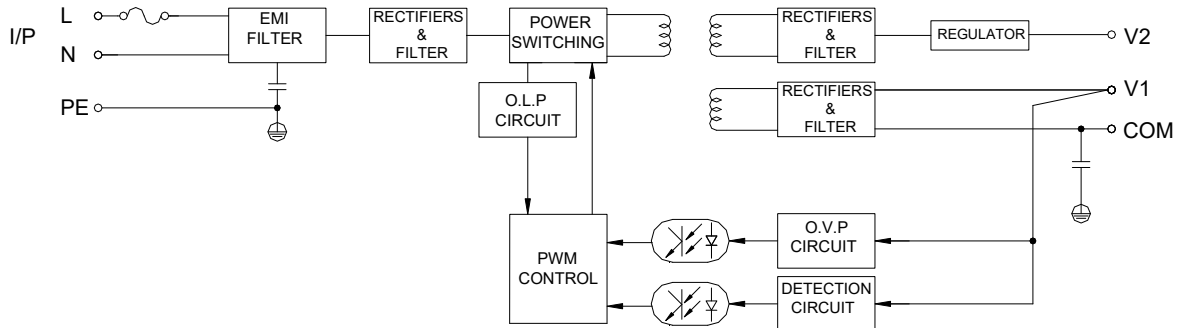 I/P
L
N
PE
EMI
FILTER
RECTIFIERS
&
FILTER
POWER
SWITCHING
O.L.P
CIRCUIT
PWM
CONTROL
RECTIFIERS
&
FILTER
REGULATOR
V2
RECTIFIERS
&
FILTER
V1
COM
O.V.P
CIRCUIT
DETECTION
CIRCUIT